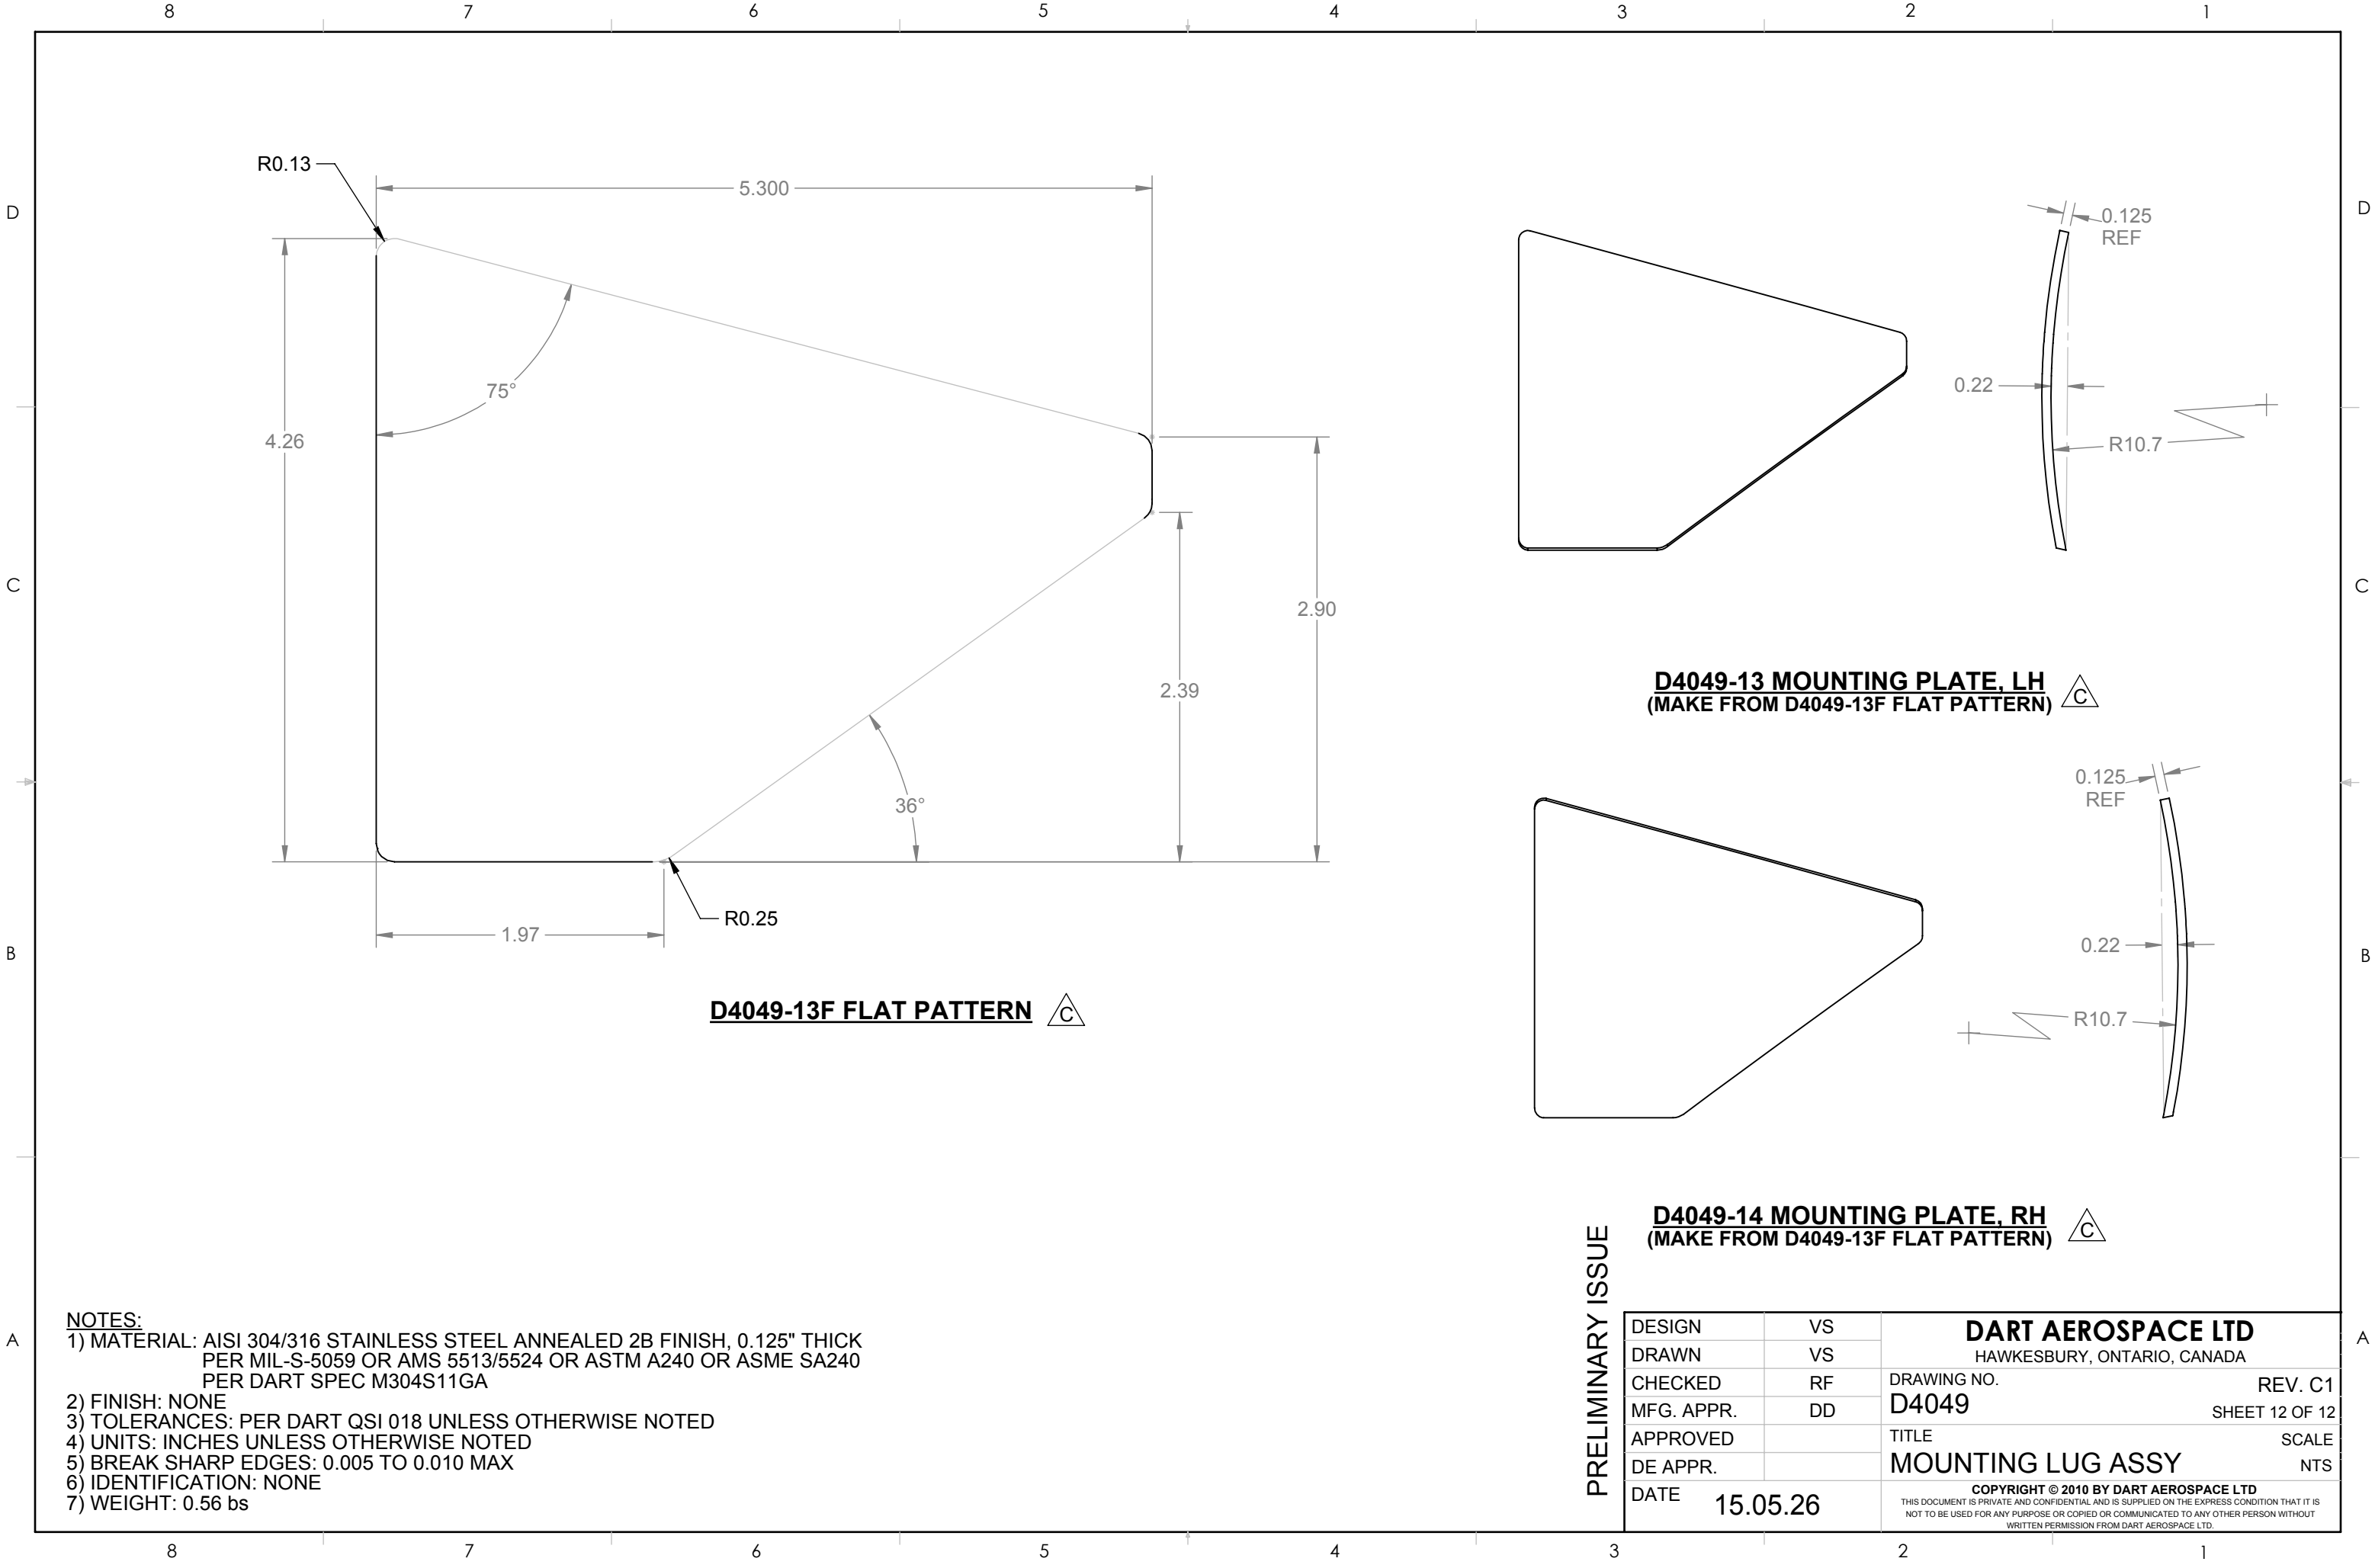 8 7 6 5 4 3 2 1
D
D
C
C
B
B
A
A
R0.13
5.300
75°
4.26
2.90
2.39
36°
R0.25
1.97
D4049-13F FLAT PATTERN C
0.125
REF
0.22
R10.7
D4049-13 MOUNTING PLATE, LH
(MAKE FROM D4049-13F FLAT PATTERN) C
0.125
REF
0.22
R10.7
D4049-14 MOUNTING PLATE, RH
(MAKE FROM D4049-13F FLAT PATTERN) C
NOTES:
1) MATERIAL: AISI 304/316 STAINLESS STEEL ANNEALED 2B FINISH, 0.125" THICK
PER MIL-S-5059 OR AMS 5513/5524 OR ASTM A240 OR ASME SA240
PER DART SPEC M304S11GA
2) FINISH: NONE
3) TOLERANCES: PER DART QSI 018 UNLESS OTHERWISE NOTED
4) UNITS: INCHES UNLESS OTHERWISE NOTED
5) BREAK SHARP EDGES: 0.005 TO 0.010 MAX
6) IDENTIFICATION: NONE
7) WEIGHT: 0.56 bs
PRELIMINARY ISSUE
DESIGN VS
DRAWN VS
CHECKED RF
MFG. APPR. DD
APPROVED
DE APPR.
DATE 15.05.26
DART AEROSPACE LTD
HAWKESBURY, ONTARIO, CANADA
DRAWING NO. REV. C1
D4049 SHEET 12 OF 12
TITLE SCALE
MOUNTING LUG ASSY NTS
COPYRIGHT © 2010 BY DART AEROSPACE LTD
THIS DOCUMENT IS PRIVATE AND CONFIDENTIAL AND IS SUPPLIED ON THE EXPRESS CONDITION THAT IT IS
NOT TO BE USED FOR ANY PURPOSE OR COPIED OR COMMUNICATED TO ANY OTHER PERSON WITHOUT
WRITTEN PERMISSION FROM DART AEROSPACE LTD.
8 7 6 5 4 3 2 1